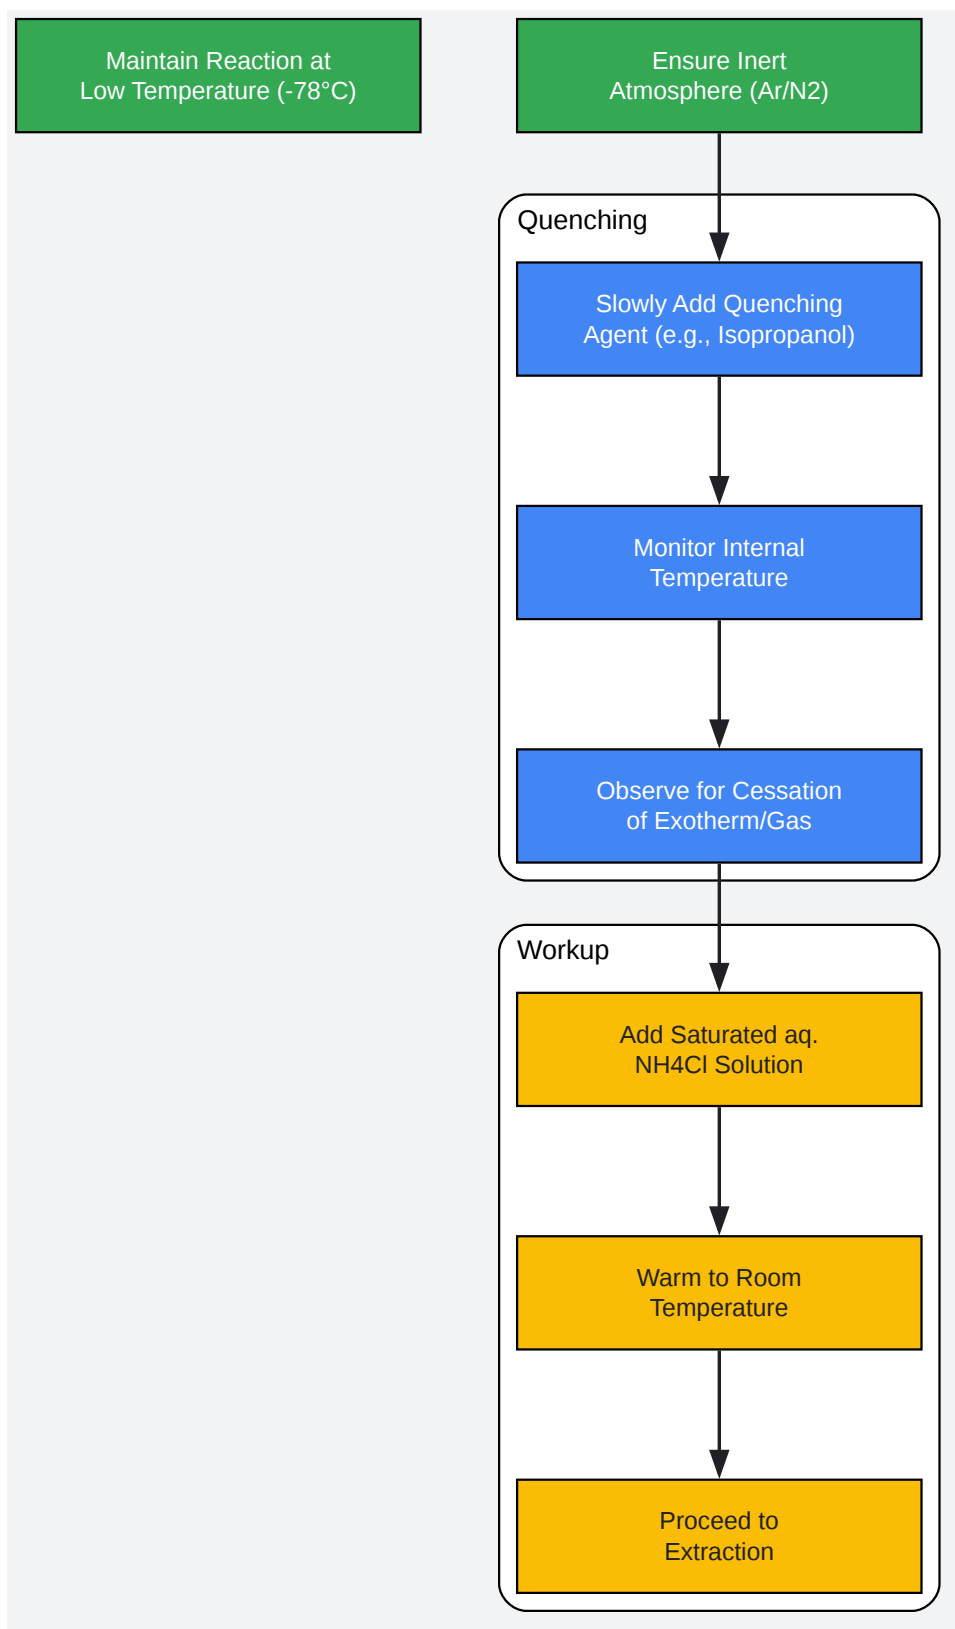 Maintain Reaction at
Low Temperature (-78°C)
Ensure Inert
Atmosphere (Ar/N2)
Quenching
Slowly Add Quenching
Agent (e.g., Isopropanol)
Monitor Internal
Temperature
Observe for Cessation
of Exotherm/Gas
Workup
Add Saturated aq.
NH4Cl Solution
Warm to Room
Temperature
Proceed to
Extraction